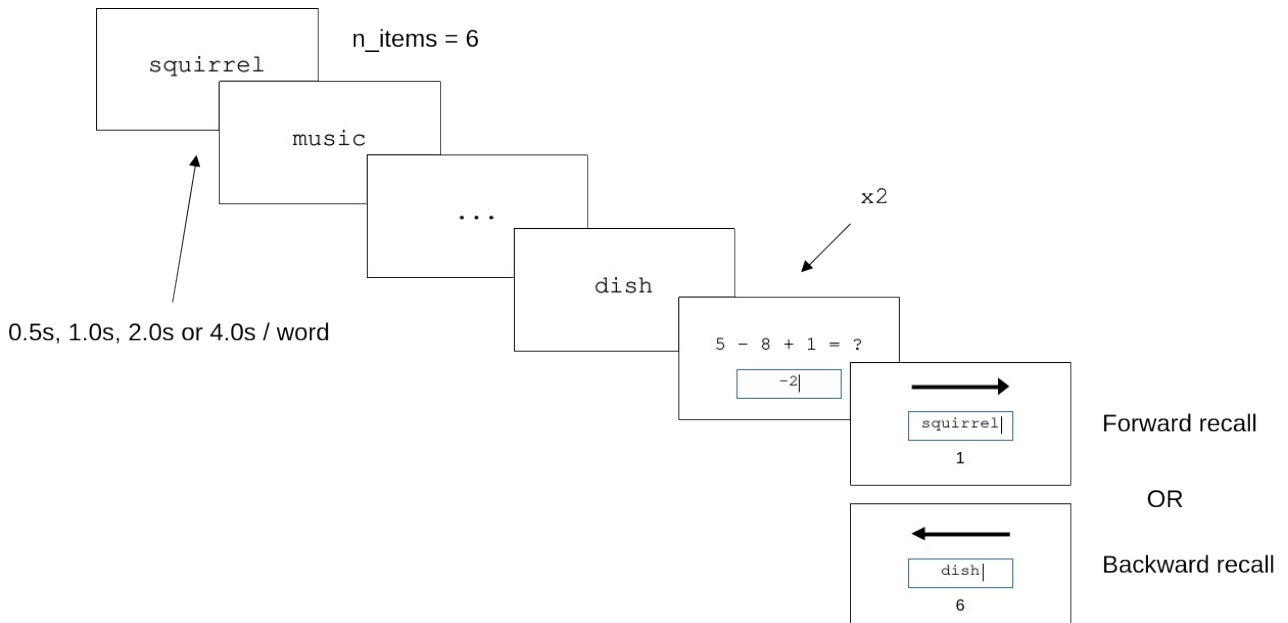 squirrel
n_items = 6
music
...
x2
dish
0.5s, 1.0s, 2.0s or 4.0s / word
5 - 8 + 1 = ?
-2
squirrel
1
Forward recall
OR
dish
6
Backward recall